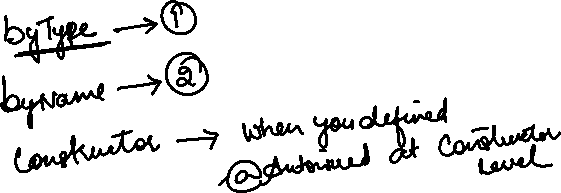 byType → ①
byName → ②
Constructor → when you defined
@Autowired at Constructor
Level